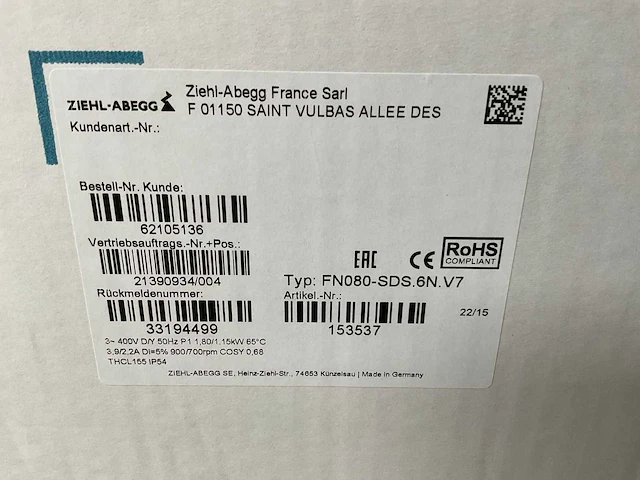 ZIEHL-ABEGG
Ziehl-Abegg France Sarl
F 01150 SAINT VULBAS ALLEE DES
Kundenart.-Nr.:
Bestell-Nr. Kunde:
62105136
Vertriebsauftrags.-Nr.+Pos.:
21390934/004
Rückmeldenummer:
33194499
EAC CE RoHS
COMPLIANT
Typ: FN080-SDS.6N.V7
Artikel.-Nr.:
153537
22/15
3~ 400V D/Y 50Hz P1 1,80/1,15kW 65°C
3,9/2,2A DI=5% 900/700rpm COSY 0,68
THCL155 IP54
ZIEHL-ABEGG SE, Heinz-Ziehl-Str., 74653 Künzelsau | Made in Germany